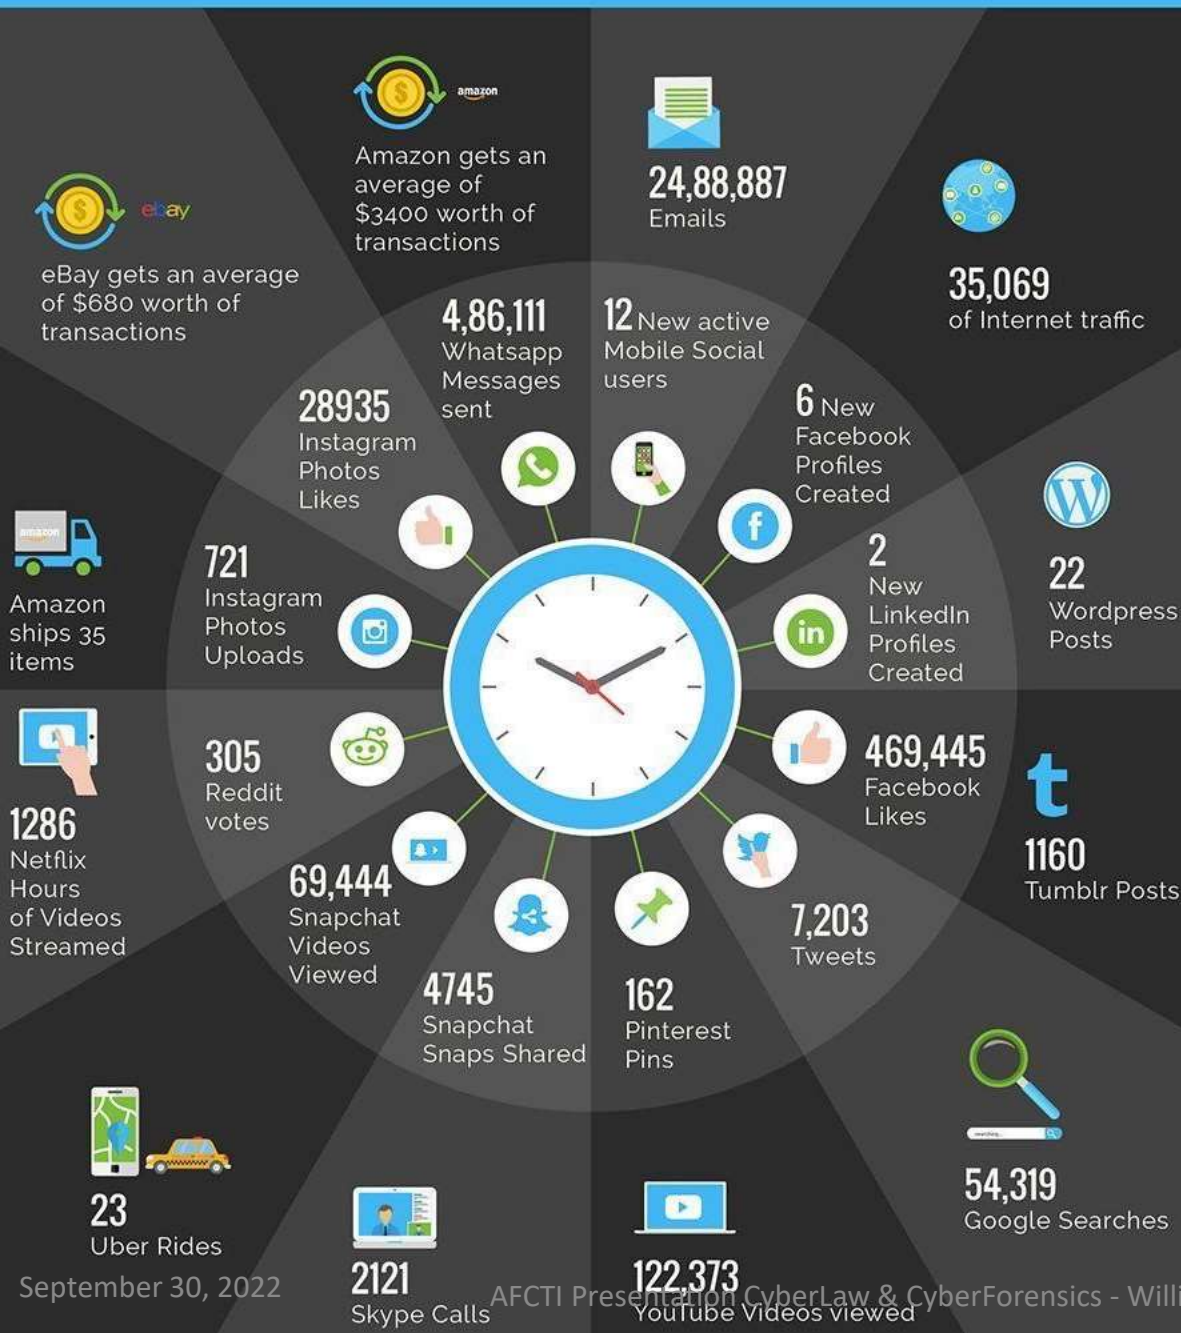 amazon
Amazon gets an
average of
$3400 worth of
transactions
24,88,887
Emails
ebay
eBay gets an average
of $680 worth of
transactions
35,069
of Internet traffic
4,86,111
Whatsapp
Messages
sent
12 New active
Mobile Social
users
28935
Instagram
Photos
Likes
6 New
Facebook
Profiles
Created
amazon
Amazon
ships 35
items
721
Instagram
Photos
Uploads
2
New
LinkedIn
Profiles
Created
22
Wordpress
Posts
1286
Netflix
Hours
of Videos
Streamed
305
Reddit
votes
469,445
Facebook
Likes
1160
Tumblr Posts
69,444
Snapchat
Videos
Viewed
4745
Snapchat
Snaps Shared
162
Pinterest
Pins
7,203
Tweets
23
Uber Rides
2121
Skype Calls
122,373
YouTube Videos viewed
54,319
Google Searches
September 30, 2022
AFCTI Presentation CyberLaw & CyberForensics - Willi